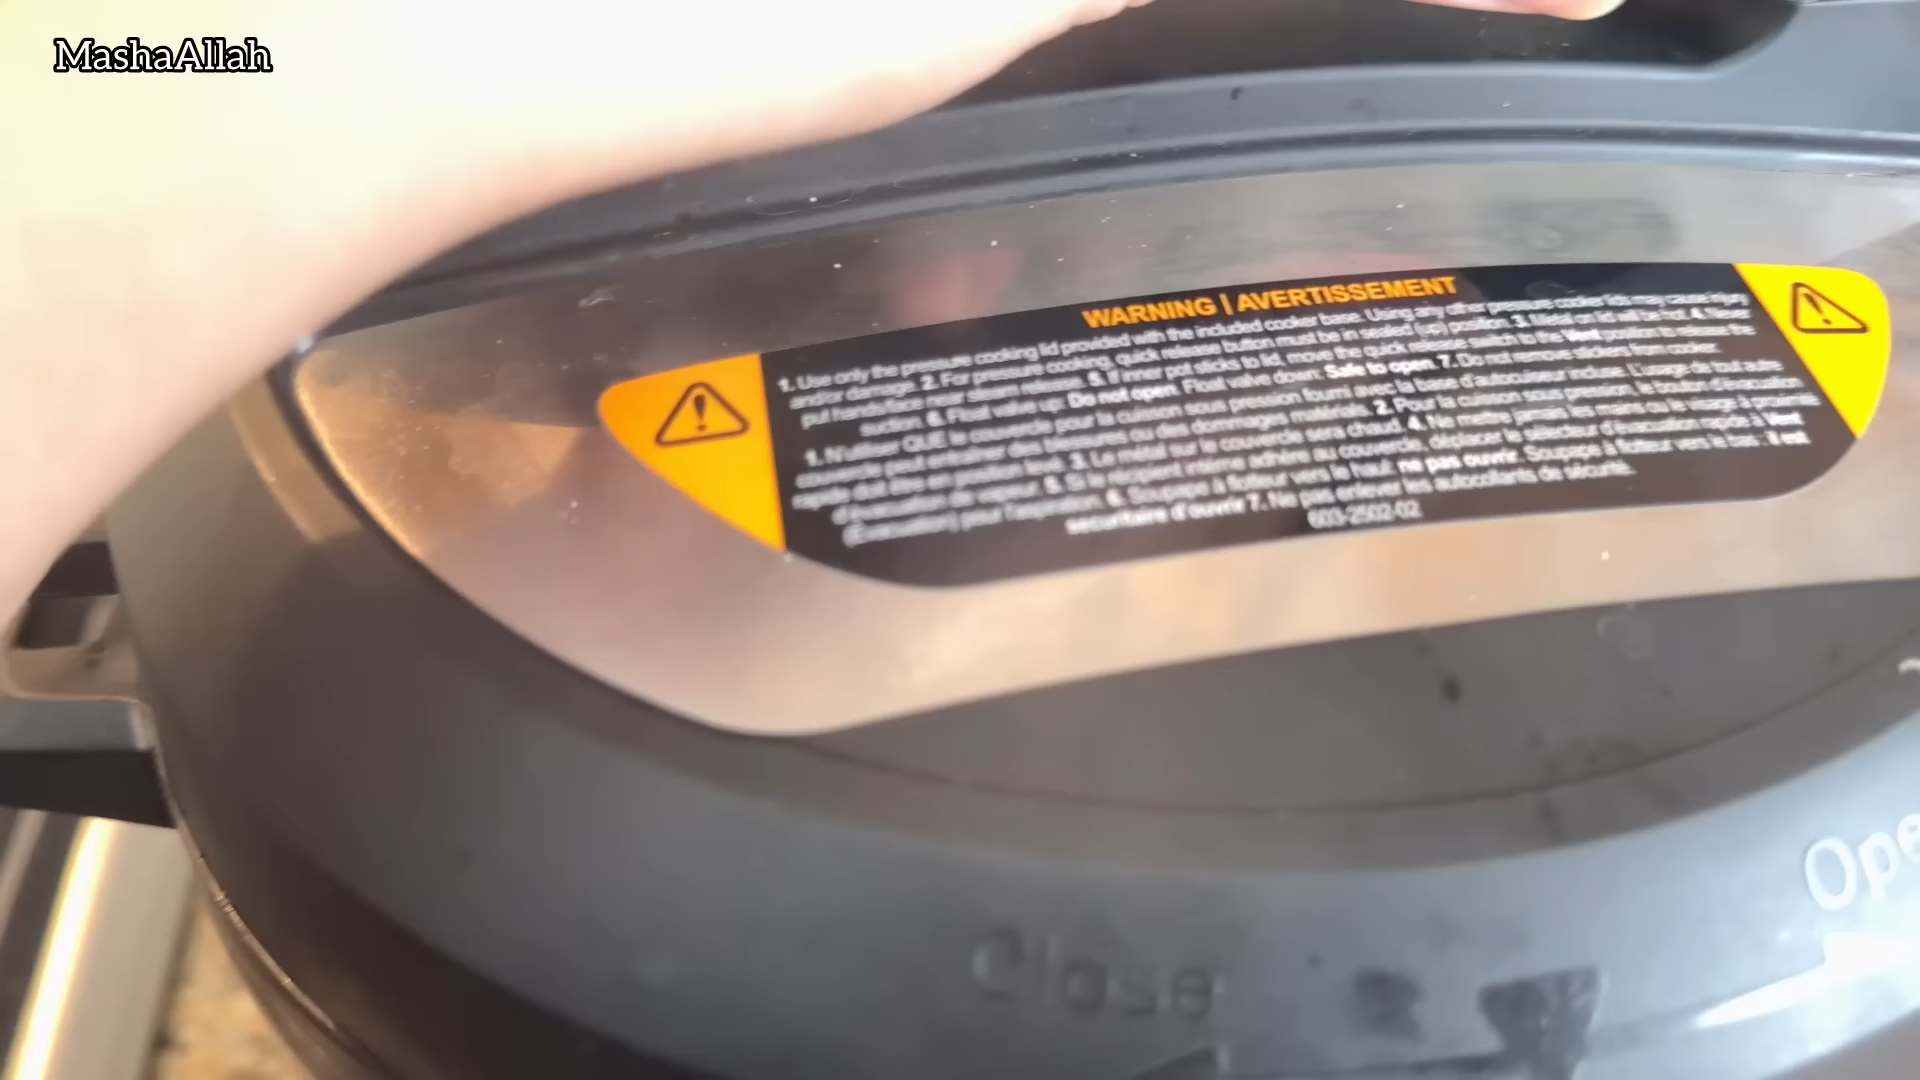 MashaAllah
WARNING | AVERTISSEMENT
1. Use only the pressure cooking lid provided with the included cooker base. Using any other pressure cooker lids may cause injury
and/or damage. 2. For pressure cooking, quick release button must be in sealed (up) position. 3. Metal on lid will be hot. 4. Never
put hands/face near steam release. 5. If inner pot sticks to lid, move the quick release switch to the Vent position to release the
suction. 6. Float valve up: Do not open. Float valve down: Safe to open. 7. Do not remove stickers from cooker.
1. N'utiliser QUE le couvercle pour la cuisson sous pression fourni avec la base d'autocuiseur incluse. L'usage de tout autre
couvercle peut entraîner des blessures ou des dommages matériels. 2. Pour la cuisson sous pression, le bouton d'évacuation
rapide doit être en position levé. 3. Le métal sur le couvercle sera chaud. 4. Ne mettre jamais les mains ou le visage à proximité
d'évacuation de vapeur. 5. Si le récipient interne adhère au couvercle, déplacer le sélecteur d'évacuation rapide à Vent
(Évacuation) pour l'aspiration. 6. Soupape à flotteur vers le haut: ne pas ouvrir. Soupape à flotteur vers le bas: Il est
sécuritaire d'ouvrir 7. Ne pas enlever les autocollants de sécurité.
603-2502-02
Ope
Close